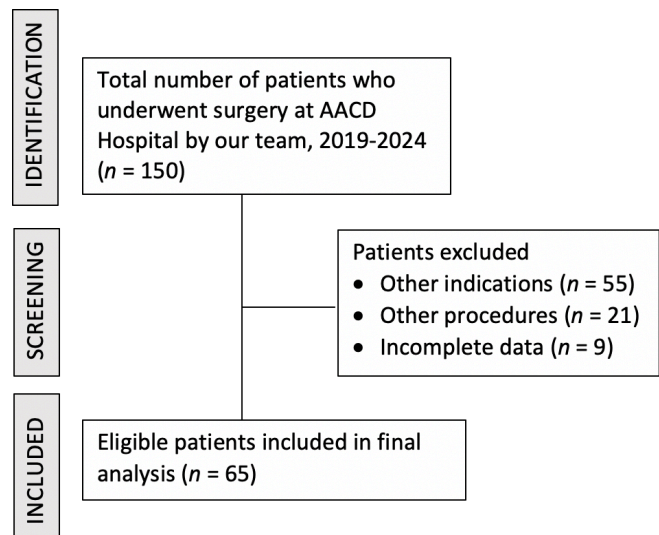 IDENTIFICATION
Total number of patients who
underwent surgery at AACD
Hospital by our team, 2019-2024
(n = 150)
SCREENING
Patients excluded
• Other indications (n = 55)
• Other procedures (n = 21)
• Incomplete data (n = 9)
INCLUDED
Eligible patients included in final
analysis (n = 65)